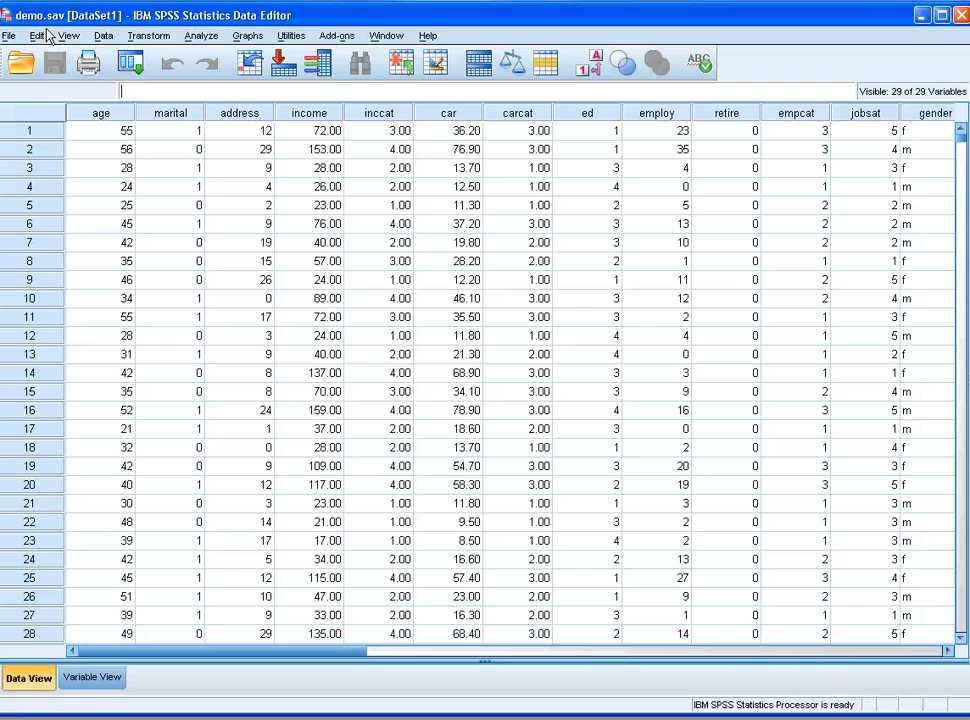 demo.sav [DataSet1] - IBM SPSS Statistics Data Editor
File Edit View Data Transform Analyze Graphs Utilities Add-ons Window Help
Visible: 29 of 29 Variables
age marital address income inccat car carcat ed employ retire empcat jobsat gender
1 55 1 12 72.00 3.00 36.20 3.00 1 23 0 3 5 f
2 56 0 29 153.00 4.00 76.90 3.00 1 35 0 3 4 m
3 28 1 9 28.00 2.00 13.70 1.00 3 4 0 1 3 f
4 24 1 4 26.00 2.00 12.50 1.00 4 0 0 1 1 m
5 25 0 2 23.00 1.00 11.30 1.00 2 5 0 2 2 m
6 45 1 9 76.00 4.00 37.20 3.00 3 13 0 2 2 m
7 42 0 19 40.00 2.00 19.80 2.00 3 10 0 2 2 m
8 35 0 15 57.00 3.00 28.20 2.00 2 1 0 1 1 f
9 46 0 26 24.00 1.00 12.20 1.00 1 11 0 2 5 f
10 34 1 0 89.00 4.00 46.10 3.00 3 12 0 2 4 m
11 55 1 17 72.00 3.00 35.50 3.00 3 2 0 1 3 f
12 28 0 3 24.00 1.00 11.80 1.00 4 4 0 1 5 m
13 31 1 9 40.00 2.00 21.30 2.00 4 0 0 1 2 f
14 42 0 8 137.00 4.00 68.90 3.00 3 3 0 1 1 f
15 35 0 8 70.00 3.00 34.10 3.00 3 9 0 2 4 m
16 52 1 24 159.00 4.00 78.90 3.00 4 16 0 3 5 m
17 21 1 1 37.00 2.00 18.60 2.00 3 0 0 1 1 m
18 32 0 0 28.00 2.00 13.70 1.00 1 2 0 1 4 f
19 42 0 9 109.00 4.00 54.70 3.00 3 20 0 3 3 f
20 40 1 12 117.00 4.00 58.30 3.00 2 19 0 3 5 f
21 30 0 3 23.00 1.00 11.80 1.00 1 3 0 1 3 m
22 48 0 14 21.00 1.00 9.50 1.00 3 2 0 1 3 m
23 39 1 17 17.00 1.00 8.50 1.00 4 2 0 1 3 m
24 42 1 5 34.00 2.00 16.60 2.00 2 13 0 2 3 f
25 45 1 12 115.00 4.00 57.40 3.00 1 27 0 3 4 f
26 51 1 10 47.00 2.00 23.00 2.00 1 9 0 2 3 m
27 39 1 9 33.00 2.00 16.30 2.00 3 1 0 1 1 m
28 49 0 29 135.00 4.00 68.40 3.00 2 14 0 2 5 f
Data View Variable View
IBM SPSS Statistics Processor is ready